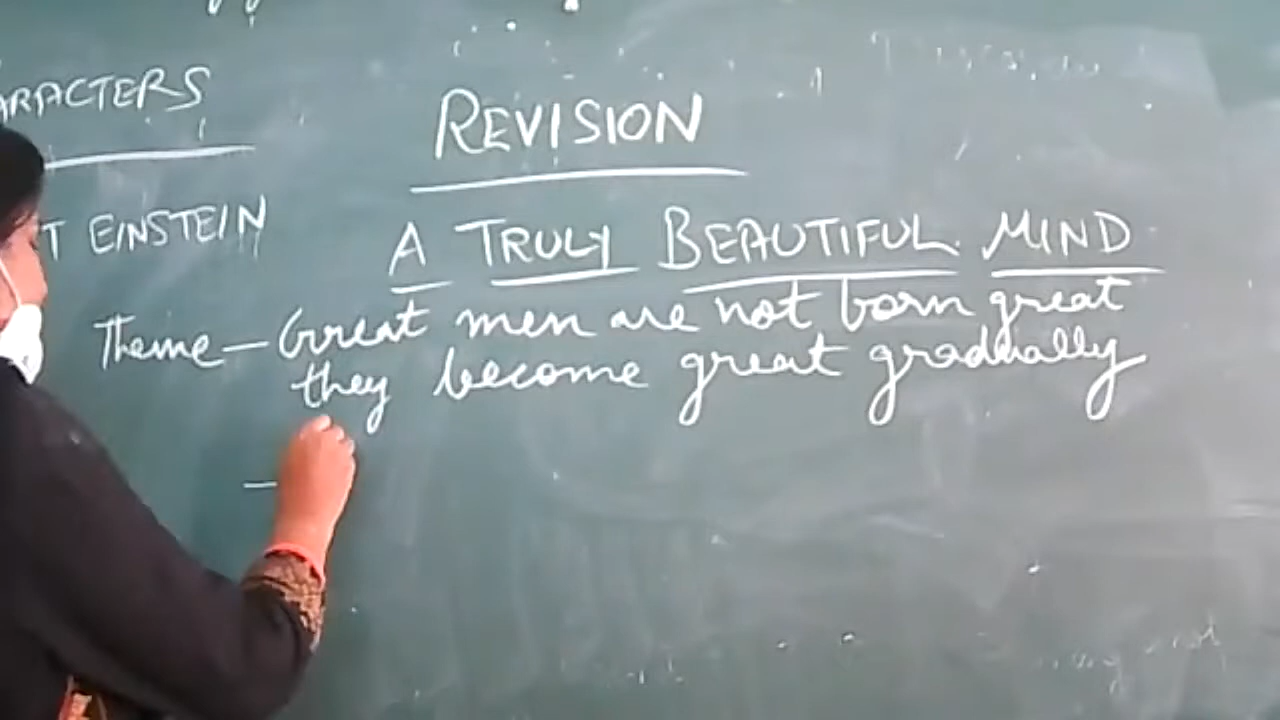 ARACTERS
REVISION
T EINSTEIN
A TRULY BEAUTIFUL MIND
Theme - Great men are not born great
they become great gradually